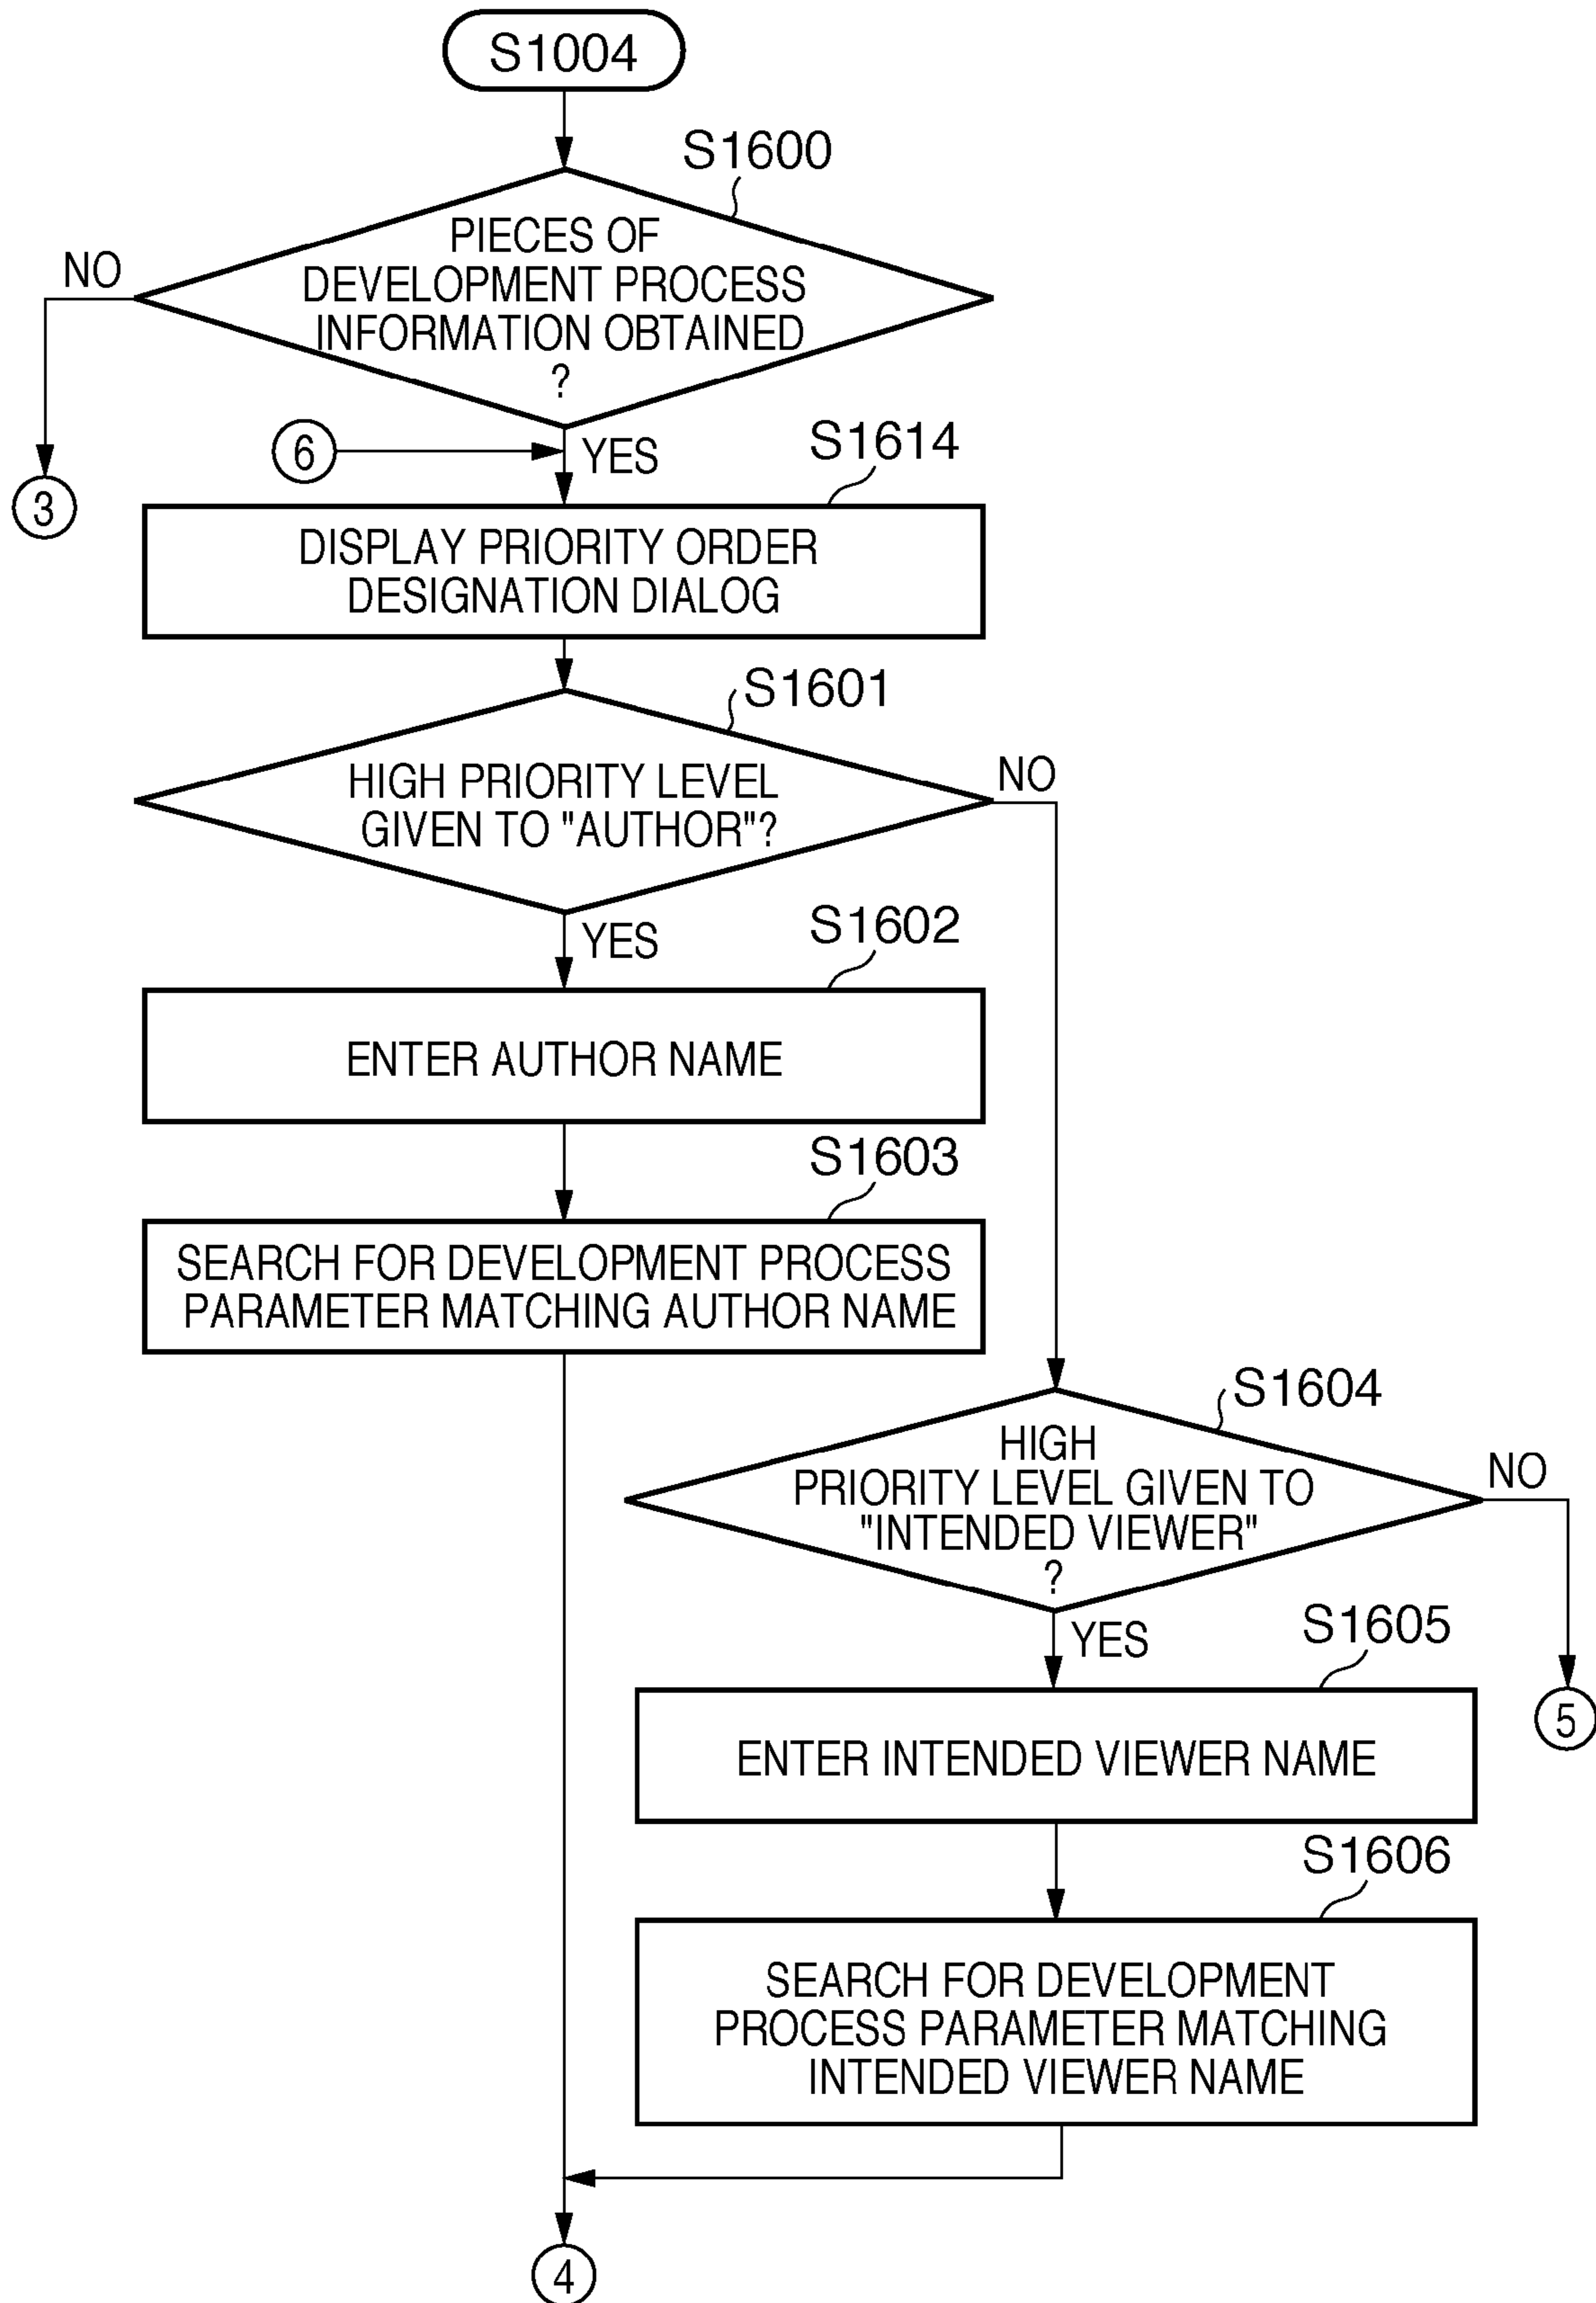 S1004
S1600
PIECES OF
DEVELOPMENT PROCESS
INFORMATION OBTAINED
?
NO
3
6
YES
S1614
DISPLAY PRIORITY ORDER
DESIGNATION DIALOG
S1601
HIGH PRIORITY LEVEL
GIVEN TO "AUTHOR"?
NO
YES
S1602
ENTER AUTHOR NAME
S1603
SEARCH FOR DEVELOPMENT PROCESS
PARAMETER MATCHING AUTHOR NAME
S1604
HIGH
PRIORITY LEVEL GIVEN TO
"INTENDED VIEWER"
?
NO
5
YES
S1605
ENTER INTENDED VIEWER NAME
S1606
SEARCH FOR DEVELOPMENT
PROCESS PARAMETER MATCHING
INTENDED VIEWER NAME
4